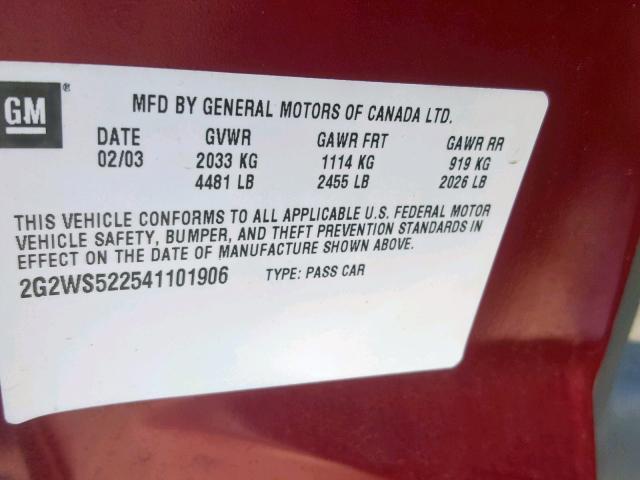 GM ®
MFD BY GENERAL MOTORS OF CANADA LTD.
DATE GVWR GAWR FRT GAWR RR
02/03 2033 KG 1114 KG 919 KG
4481 LB 2455 LB 2026 LB
THIS VEHICLE CONFORMS TO ALL APPLICABLE U.S. FEDERAL MOTOR
VEHICLE SAFETY, BUMPER, AND THEFT PREVENTION STANDARDS IN
EFFECT ON THE DATE OF MANUFACTURE SHOWN ABOVE.
2G2WS522541101906 TYPE: PASS CAR